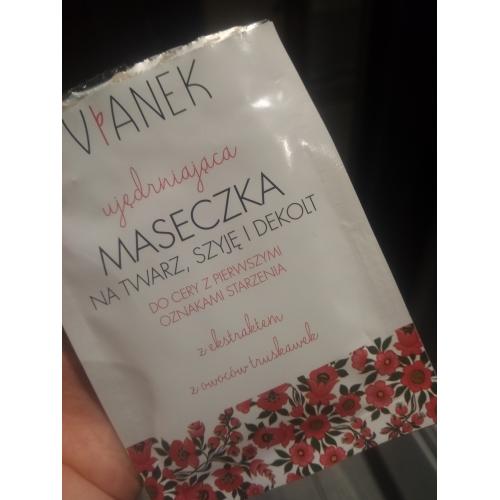 VIANEK
ujędrniająca
MASECZKA
NA TWARZ, SZYJĘ I DEKOLT
DO CERY Z PIERWSZYMI
OZNAKAMI STARZENIA
z ekstraktem
z owoców truskawek